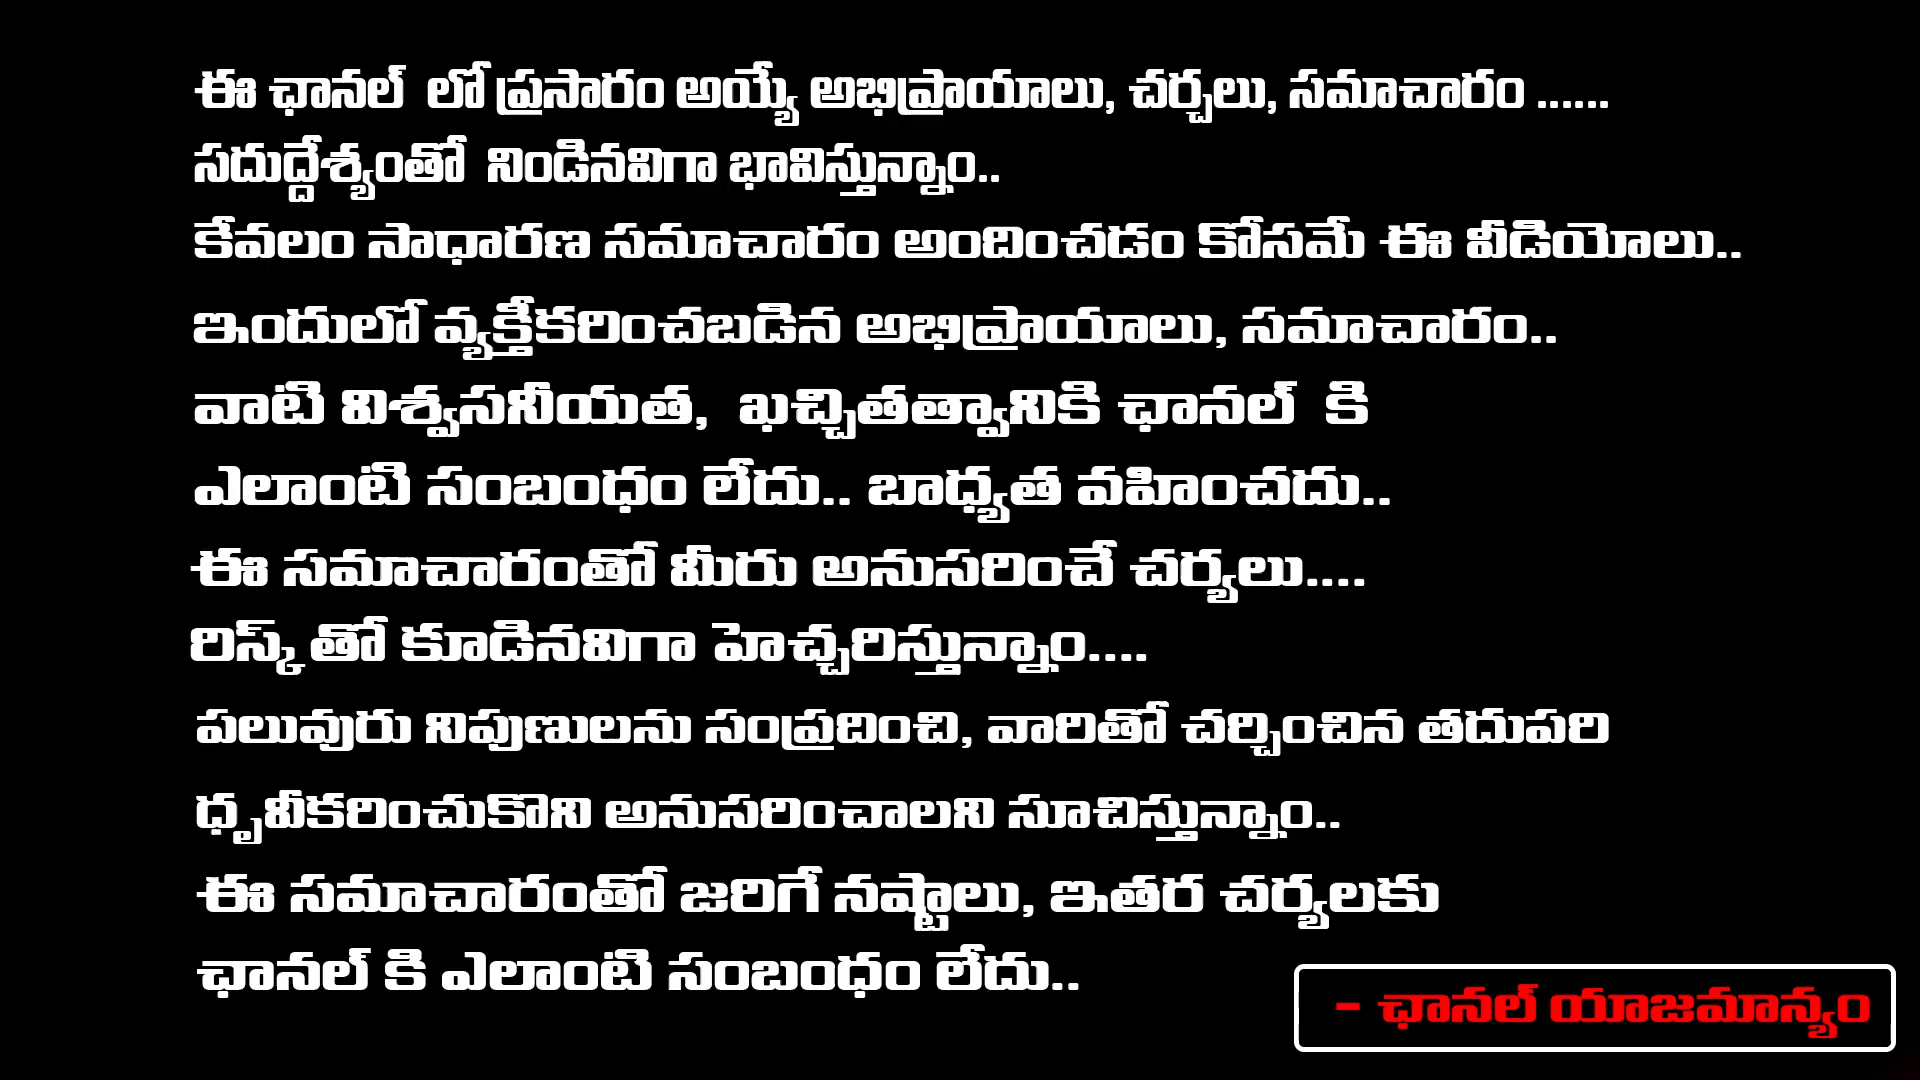 ఈ ఛానల్ లో ప్రసారం అయ్యే అభిప్రాయాలు, చర్చలు, సమాచారం ......
సదుద్దేశ్యంతో నిండినవిగా భావిస్తున్నాం..
కేవలం సాధారణ సమాచారం అందించడం కోసమే ఈ వీడియోలు..
ఇందులో వ్యక్తీకరించబడిన అభిప్రాయాలు, సమాచారం..
వాటి విశ్వసనీయత, ఖచ్చితత్వానికి ఛానల్ కి
ఎలాంటి సంబంధం లేదు.. బాధ్యత వహించదు..
ఈ సమాచారంతో మీరు అనుసరించే చర్యలు....
రిస్క్ తో కూడినవిగా హెచ్చరిస్తున్నాం....
పలువురు నిపుణులను సంప్రదించి, వారితో చర్చించిన తదుపరి
ధృవీకరించుకొని అనుసరించాలని సూచిస్తున్నాం..
ఈ సమాచారంతో జరిగే నష్టాలు, ఇతర చర్యలకు
ఛానల్ కి ఎలాంటి సంబంధం లేదు..
- ఛానల్ యాజమాన్యం